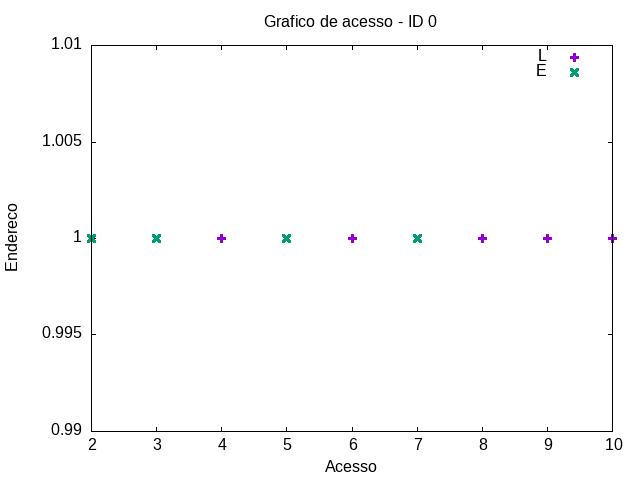 Grafico de acesso - ID 0
1.01
L
E
1.005
1
Endereco
0.995
0.99
2 3 4 5 6 7 8 9 10
Acesso